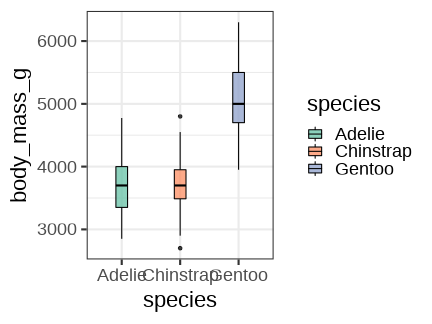 body_mass_g
6000
5000
4000
3000
Adelie
Chinstrap
Gentoo
species
species
Adelie
Chinstrap
Gentoo